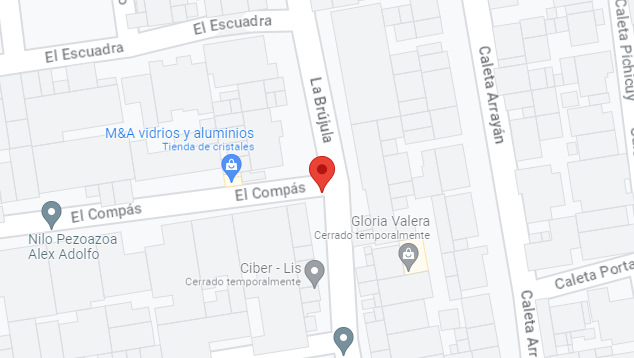 El Escuadra
El Escuadra
La Brújula
Caleta Arrayán
Caleta Pichicuy
M&A vidrios y aluminios
Tienda de cristales
El Compás
El Compás
Nilo Pezoazoa
Alex Adolfo
Gloria Valera
Cerrado temporalmente
Ciber - Lis
Cerrado temporalmente
Caleta Porta
Caleta Arr